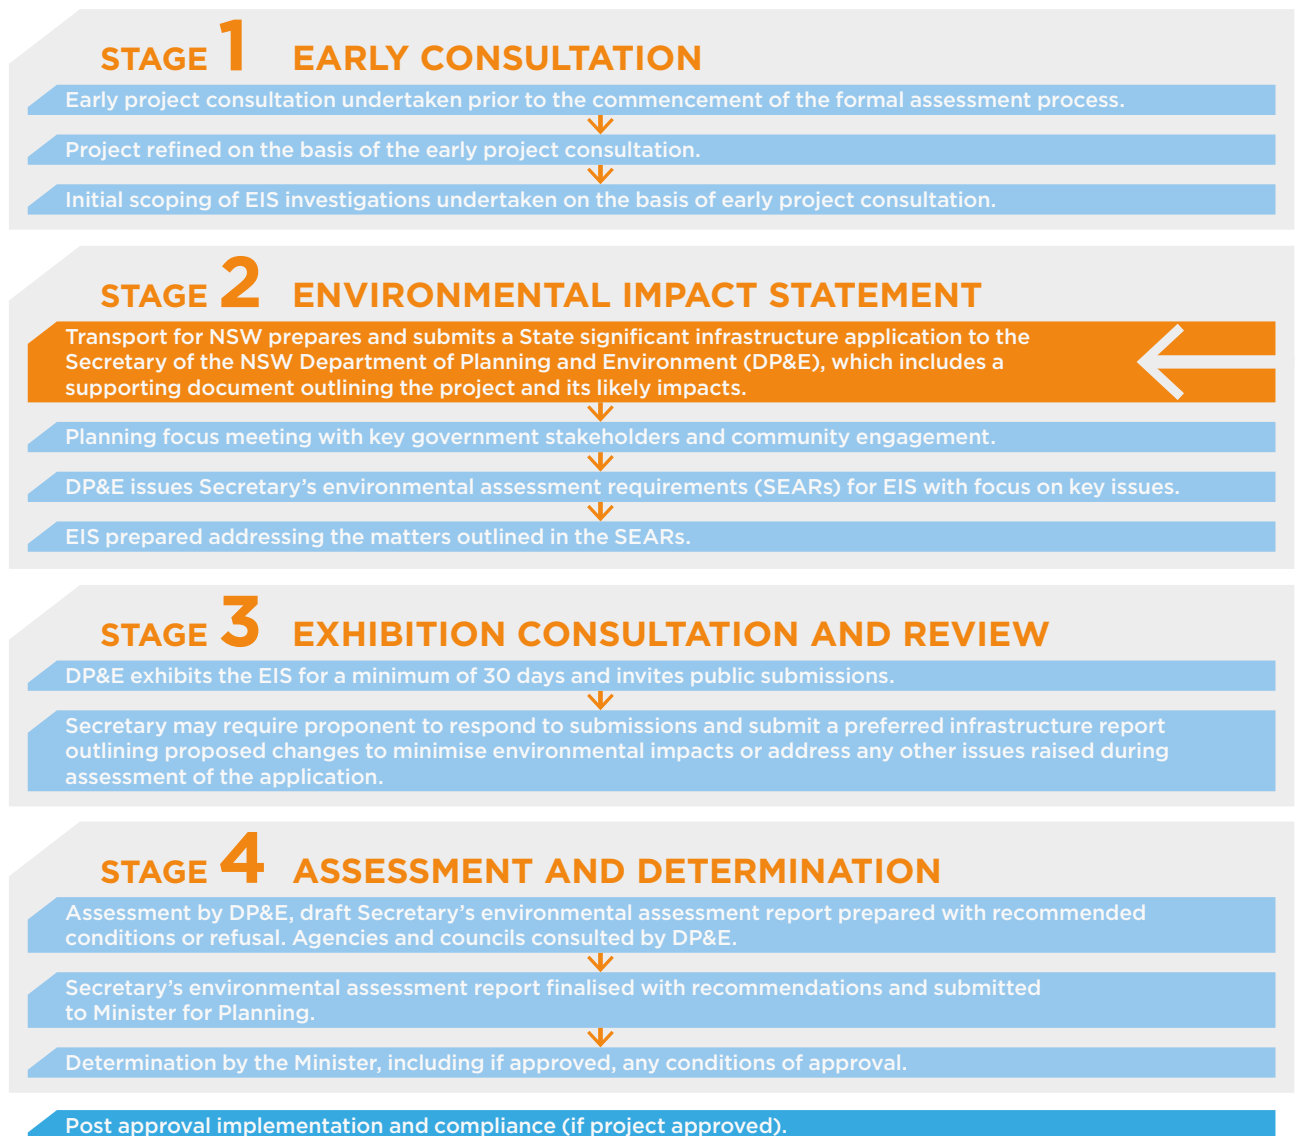 STAGE 1 EARLY CONSULTATION
Early project consultation undertaken prior to the commencement of the formal assessment process.
Project refined on the basis of the early project consultation.
Initial scoping of EIS investigations undertaken on the basis of early project consultation.
STAGE 2 ENVIRONMENTAL IMPACT STATEMENT
Transport for NSW prepares and submits a State significant infrastructure application to the
Secretary of the NSW Department of Planning and Environment (DP&E), which includes a
supporting document outlining the project and its likely impacts.
Planning focus meeting with key government stakeholders and community engagement.
DP&E issues Secretary's environmental assessment requirements (SEARs) for EIS with focus on key issues.
EIS prepared addressing the matters outlined in the SEARs.
STAGE 3 EXHIBITION CONSULTATION AND REVIEW
DP&E exhibits the EIS for a minimum of 30 days and invites public submissions.
Secretary may require proponent to respond to submissions and submit a preferred infrastructure report
outlining proposed changes to minimise environmental impacts or address any other issues raised during
assessment of the application.
STAGE 4 ASSESSMENT AND DETERMINATION
Assessment by DP&E, draft Secretary's environmental assessment report prepared with recommended
conditions or refusal. Agencies and councils consulted by DP&E.
Secretary's environmental assessment report finalised with recommendations and submitted
to Minister for Planning.
Determination by the Minister, including if approved, any conditions of approval.
Post approval implementation and compliance (if project approved).